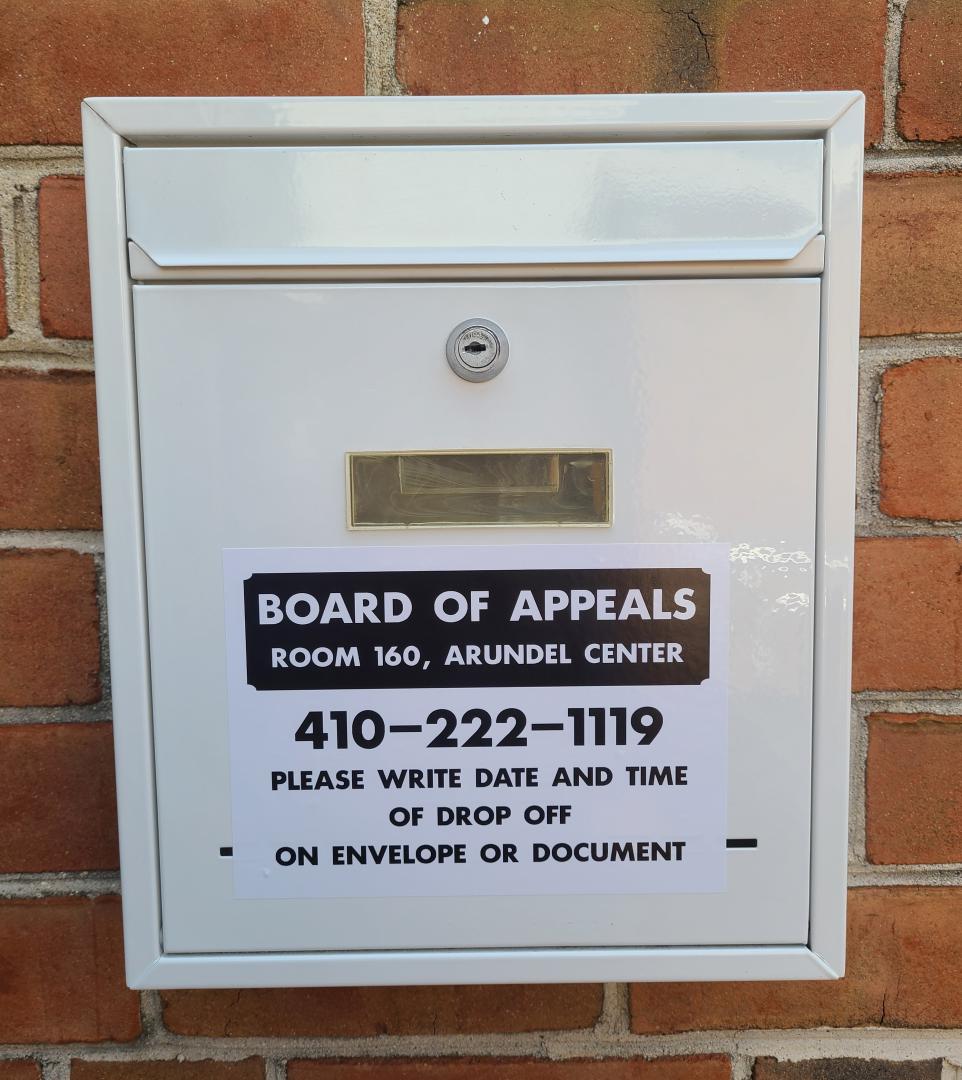 BOARD OF APPEALS
ROOM 160, ARUNDEL CENTER
410-222-1119
PLEASE WRITE DATE AND TIME
OF DROP OFF
ON ENVELOPE OR DOCUMENT